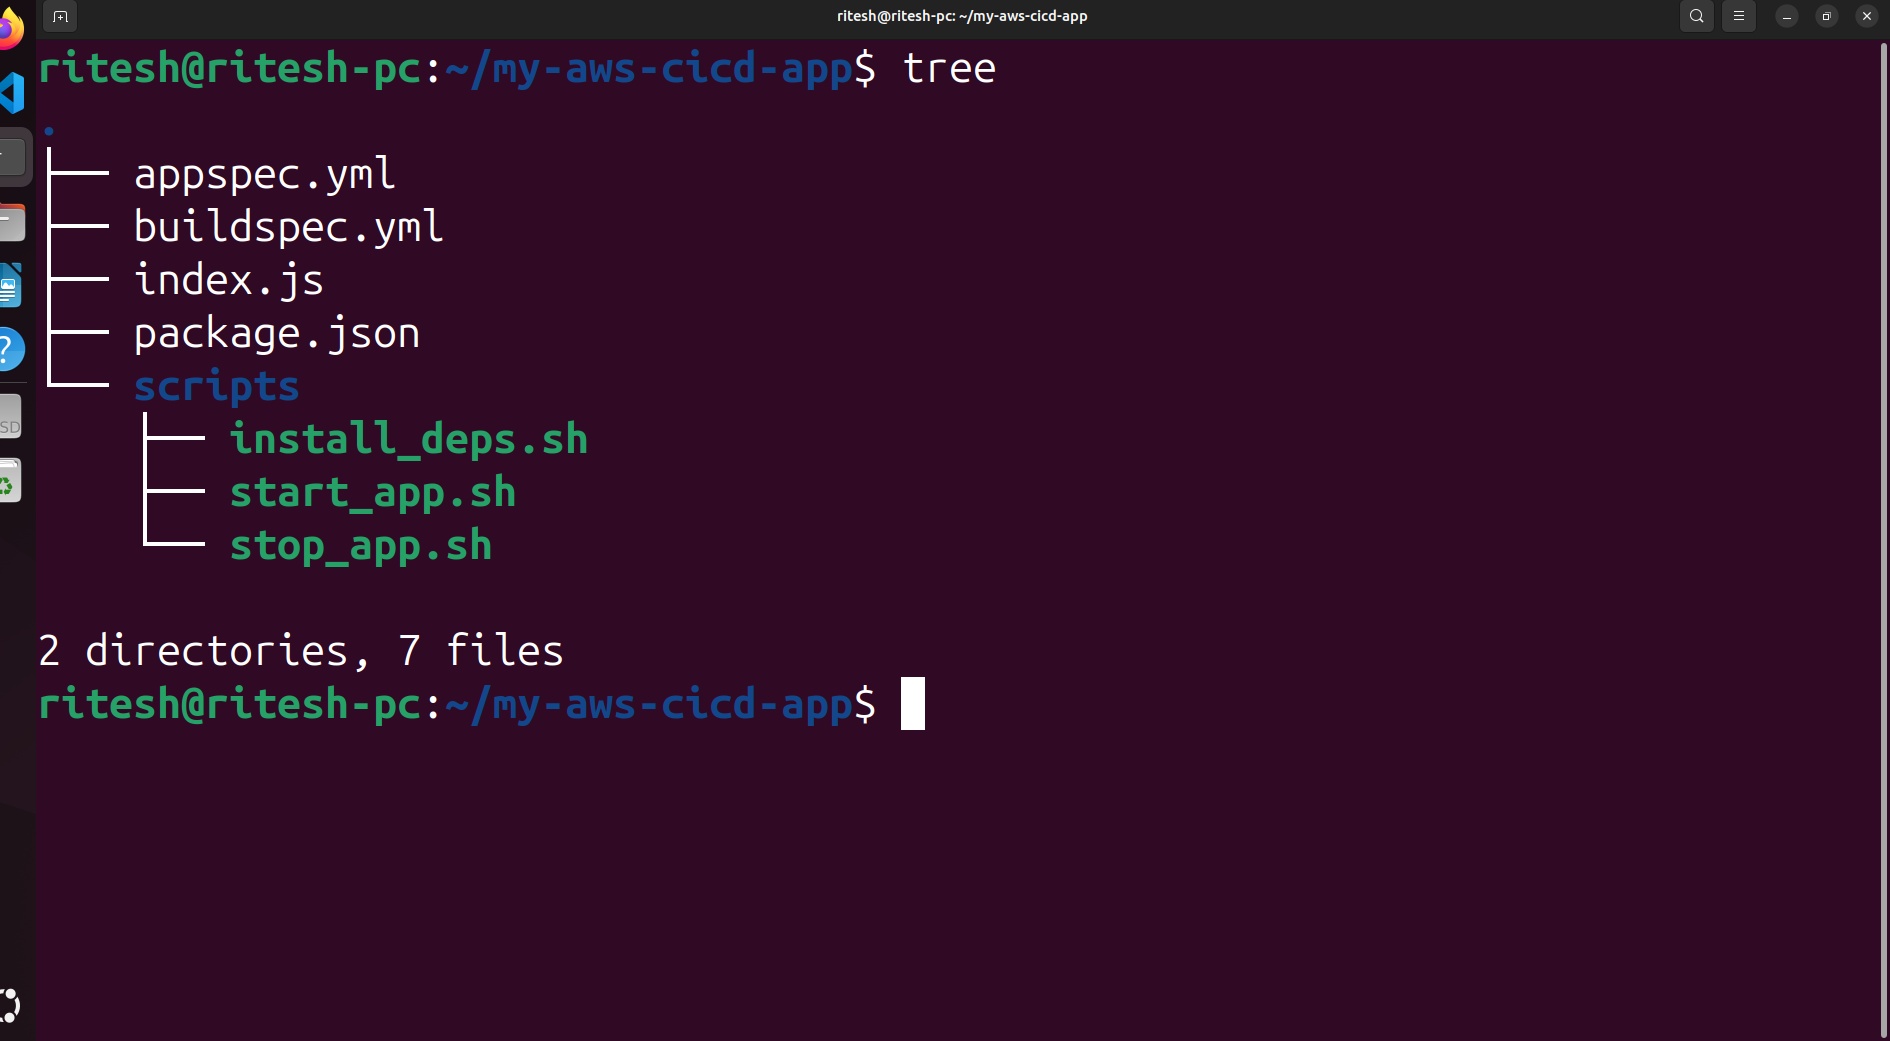 ritesh@ritesh-pc: ~/my-aws-cicd-app
ritesh@ritesh-pc:~/my-aws-cicd-app$ tree
.
├── appspec.yml
├── buildspec.yml
├── index.js
├── package.json
└── scripts
    ├── install_deps.sh
    ├── start_app.sh
    └── stop_app.sh
2 directories, 7 files
ritesh@ritesh-pc:~/my-aws-cicd-app$
?
SD